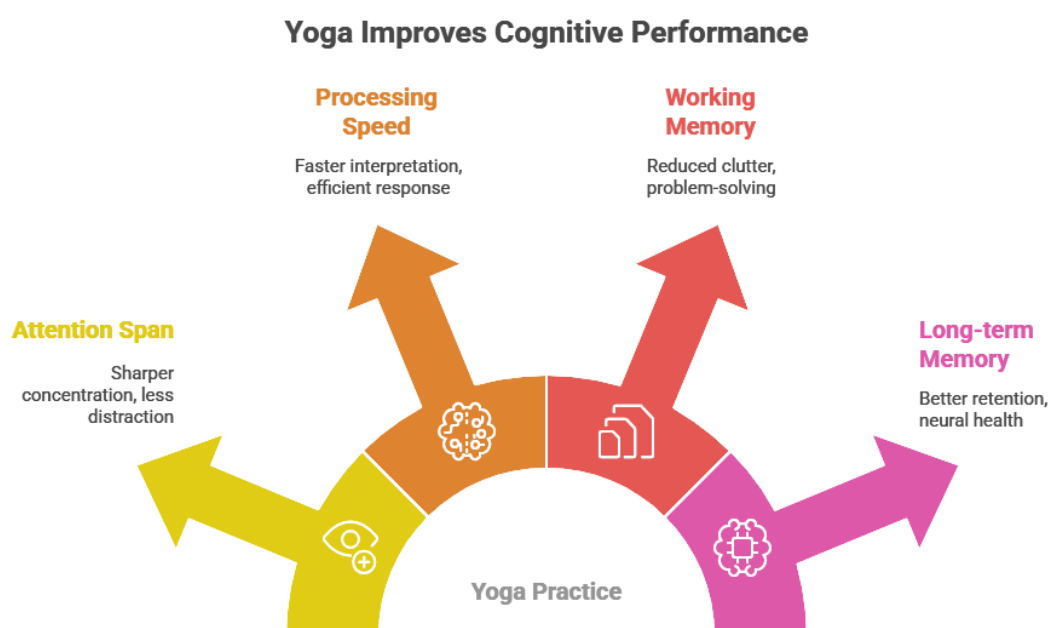 Yoga Improves Cognitive Performance
Processing
Speed
Faster interpretation,
efficient response
Working
Memory
Reduced clutter,
problem-solving
Attention Span
Sharper
concentration, less
distraction
Long-term
Memory
Better retention,
neural health
Yoga Practice